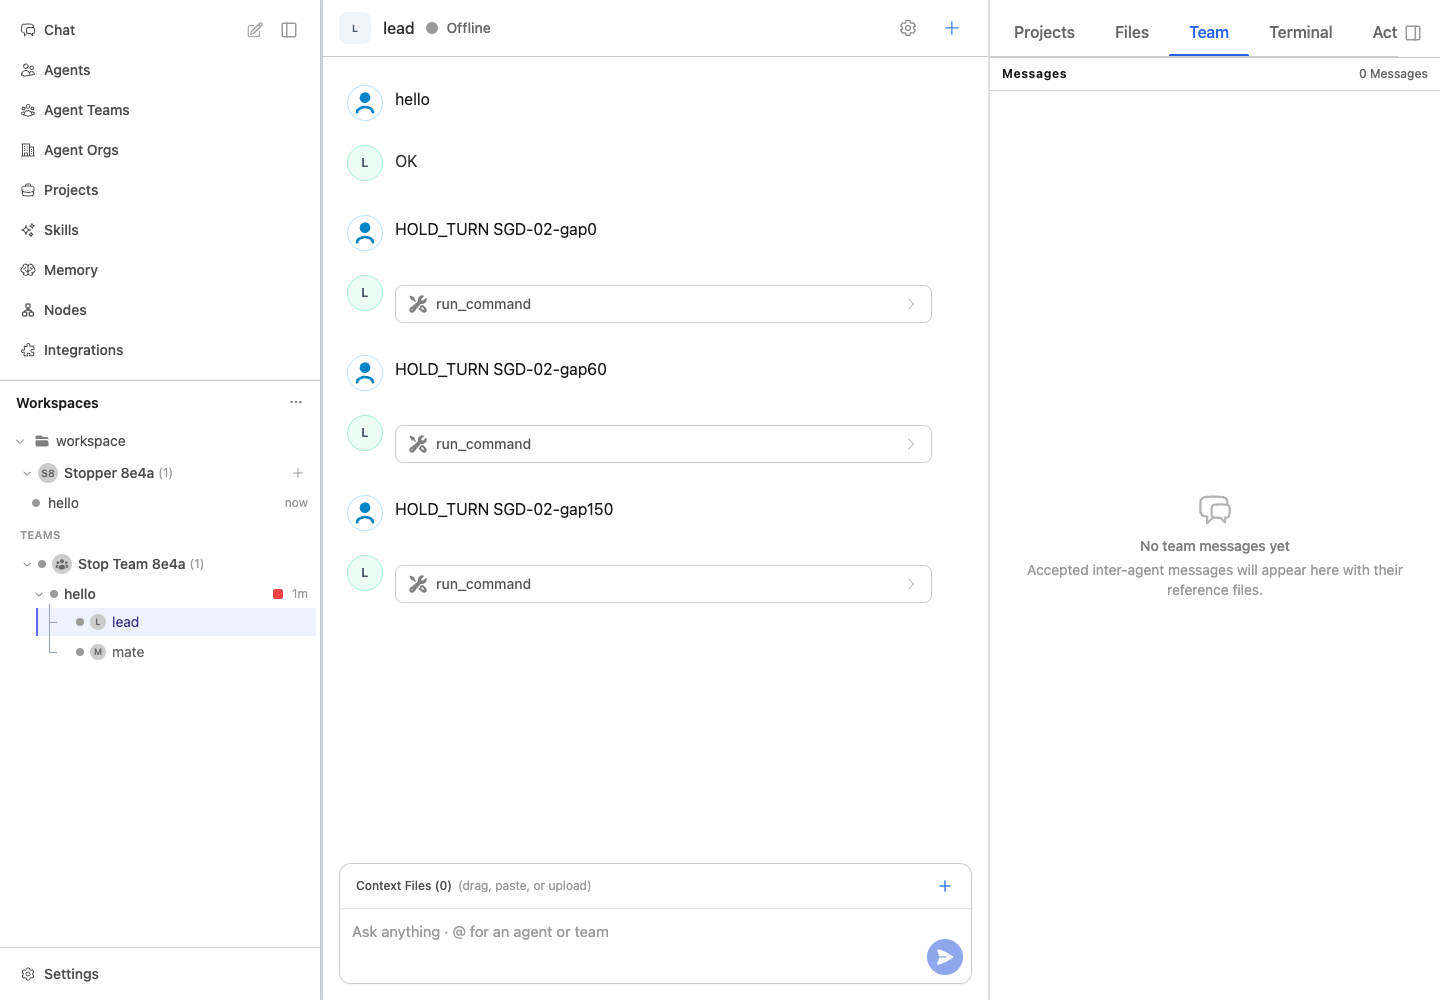 Chat
Agents
Agent Teams
Agent Orgs
Projects
Skills
Memory
Nodes
Integrations
Workspaces
workspace
S8 Stopper 8e4a (1)
hello now
TEAMS
Stop Team 8e4a (1)
hello 1m
L lead
M mate
Settings
L lead Offline
hello
L OK
HOLD_TURN SGD-02-gap0
L run_command
HOLD_TURN SGD-02-gap60
L run_command
HOLD_TURN SGD-02-gap150
L run_command
Context Files (0) (drag, paste, or upload)
Ask anything · @ for an agent or team
Projects Files Team Terminal Act
Messages 0 Messages
No team messages yet
Accepted inter-agent messages will appear here with their
reference files.